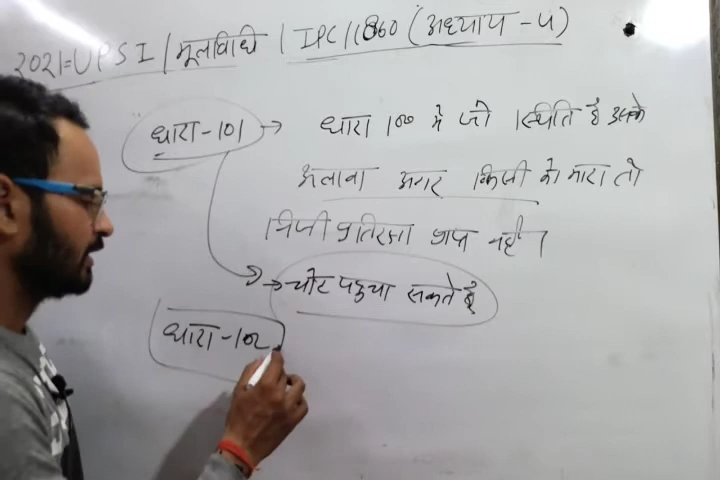 2021=UPSI | मूलविधि | IPC 1860 (अध्याय - 4)
धारा-101 → धारा 100 मे जो स्थिति है उसके
अलावा अगर किसी को मारा तो
निजी प्रतिरक्षा प्राप्त नहीं।
→ चोट पहुचा सकते है
धारा-102